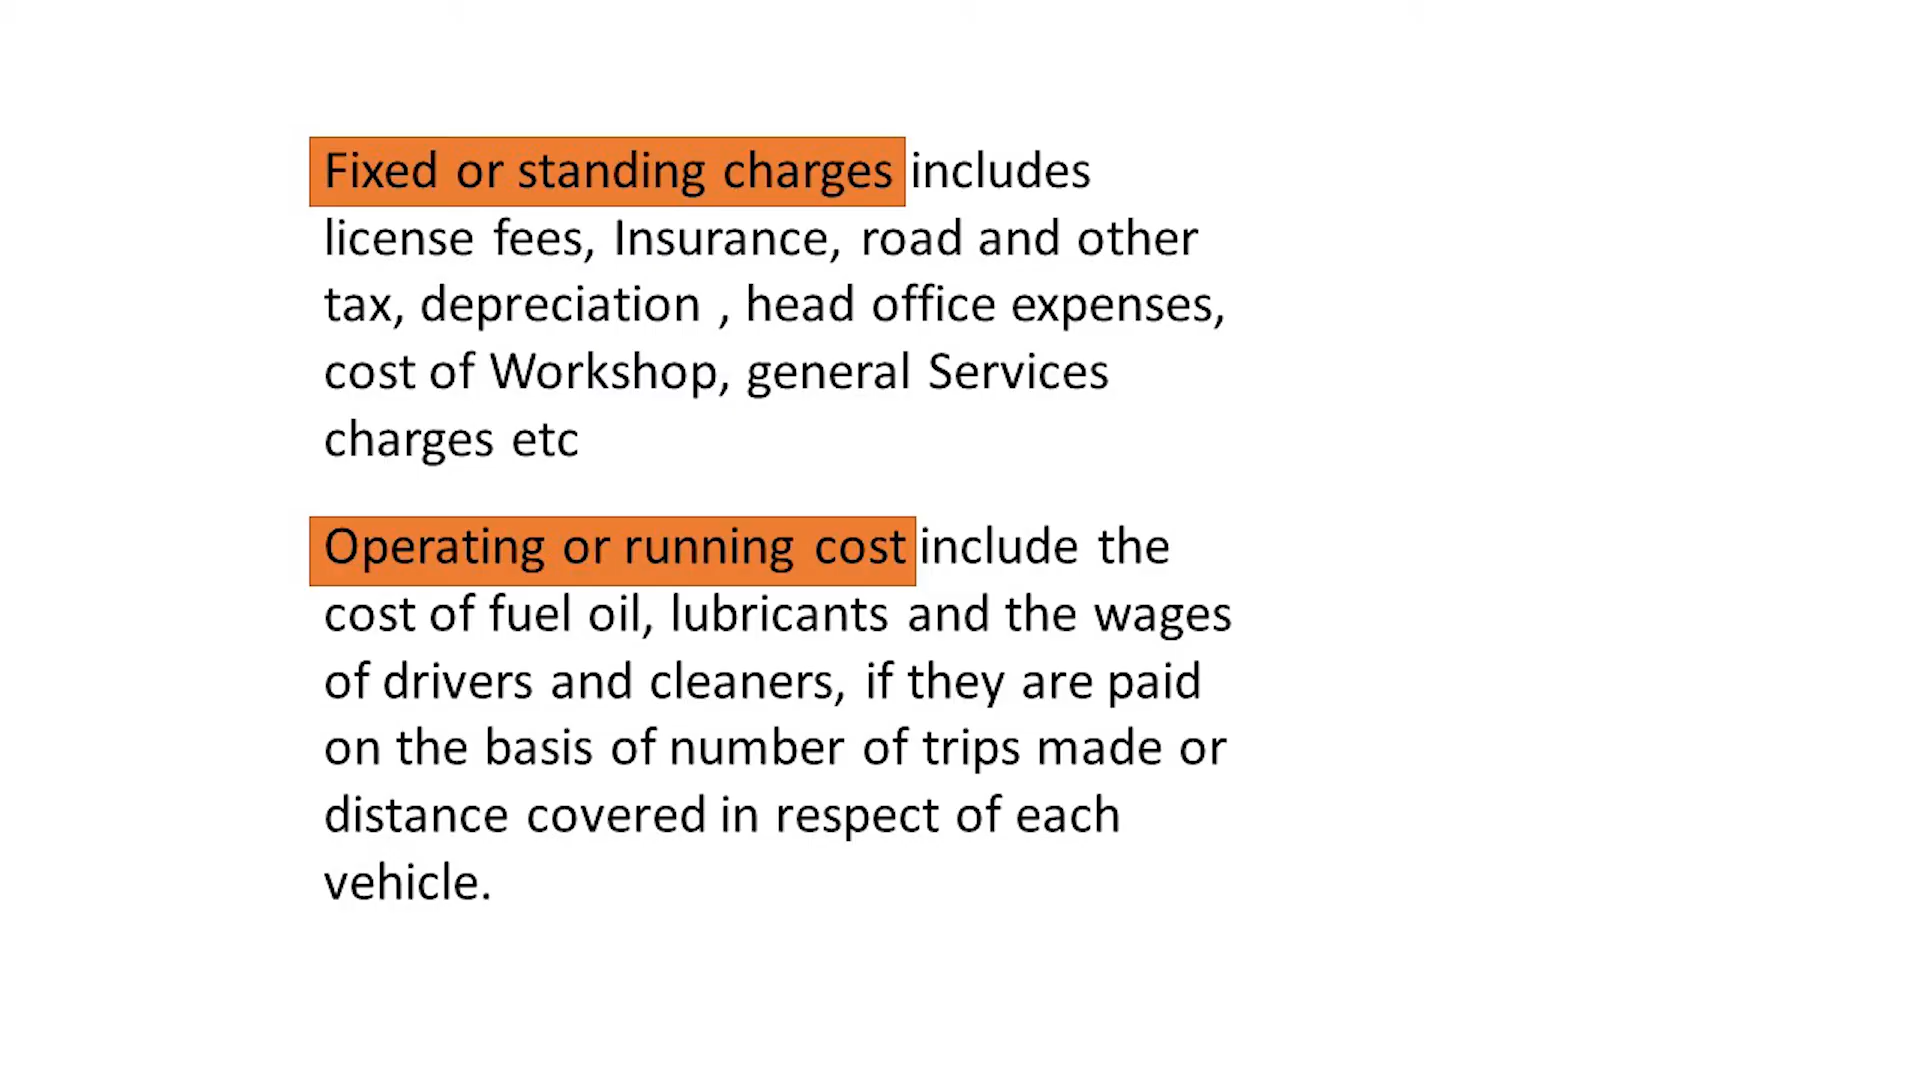 Fixed or standing charges includes
license fees, Insurance, road and other
tax, depreciation , head office expenses,
cost of Workshop, general Services
charges etc
Operating or running cost include the
cost of fuel oil, lubricants and the wages
of drivers and cleaners, if they are paid
on the basis of number of trips made or
distance covered in respect of each
vehicle.